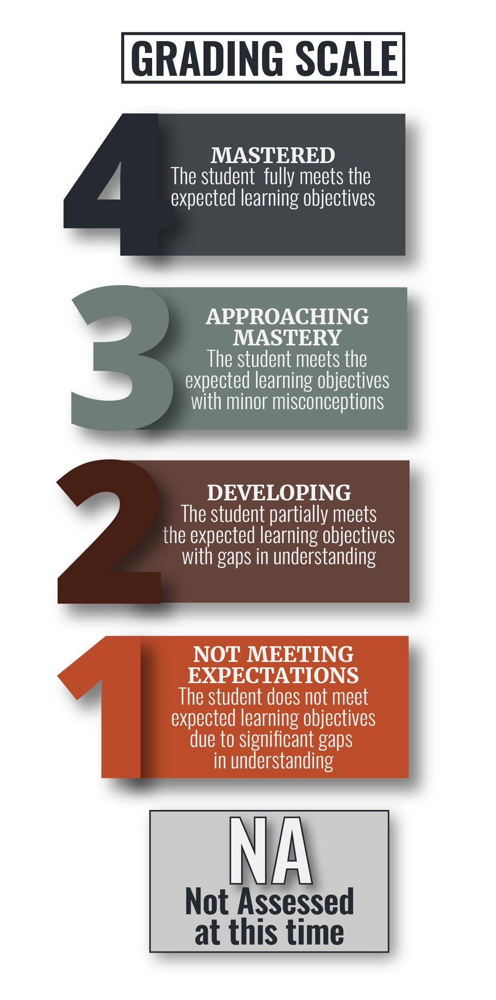 GRADING SCALE
4
MASTERED
The student fully meets the
expected learning objectives
3
APPROACHING
MASTERY
The student meets the
expected learning objectives
with minor misconceptions
2
DEVELOPING
The student partially meets
the expected learning objectives
with gaps in understanding
1
NOT MEETING
EXPECTATIONS
The student does not meet
expected learning objectives
due to significant gaps
in understanding
NA
Not Assessed
at this time